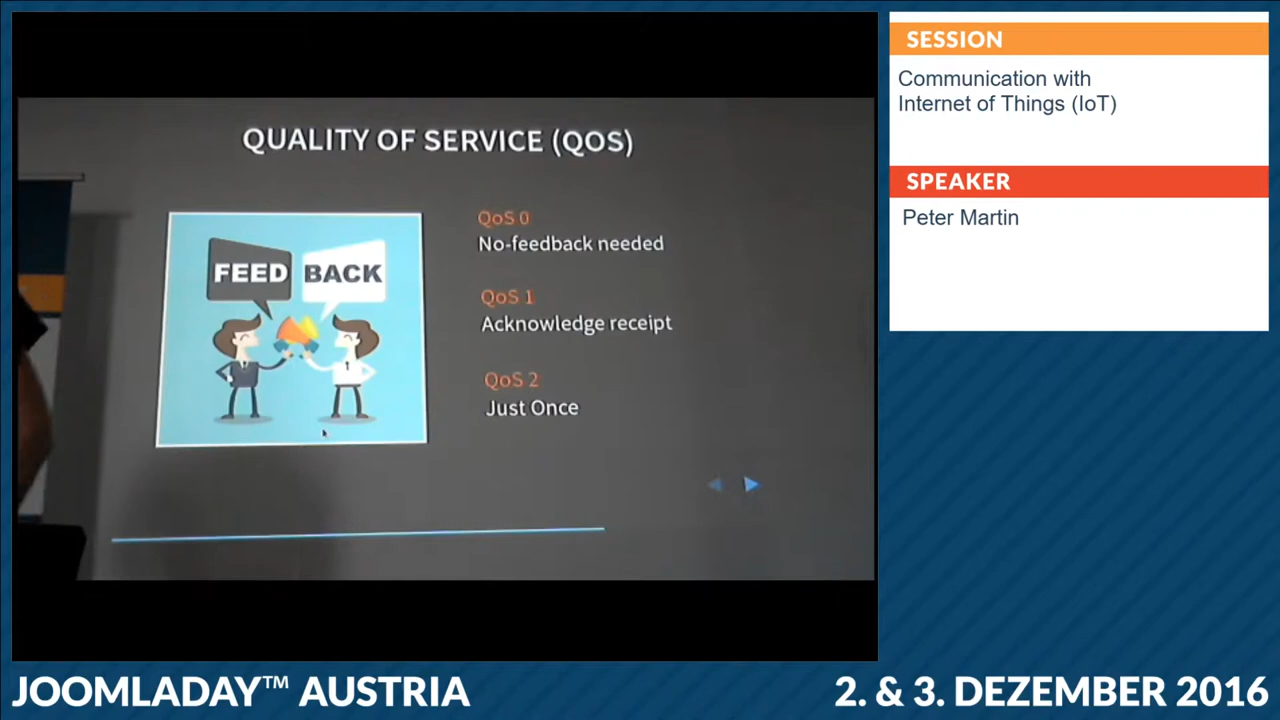 QUALITY OF SERVICE (QOS)
FEED BACK
QoS 0
No-feedback needed
QoS 1
Acknowledge receipt
QoS 2
Just Once
SESSION
Communication with
Internet of Things (IoT)
SPEAKER
Peter Martin
JOOMLADAY™ AUSTRIA
2. & 3. DEZEMBER 2016